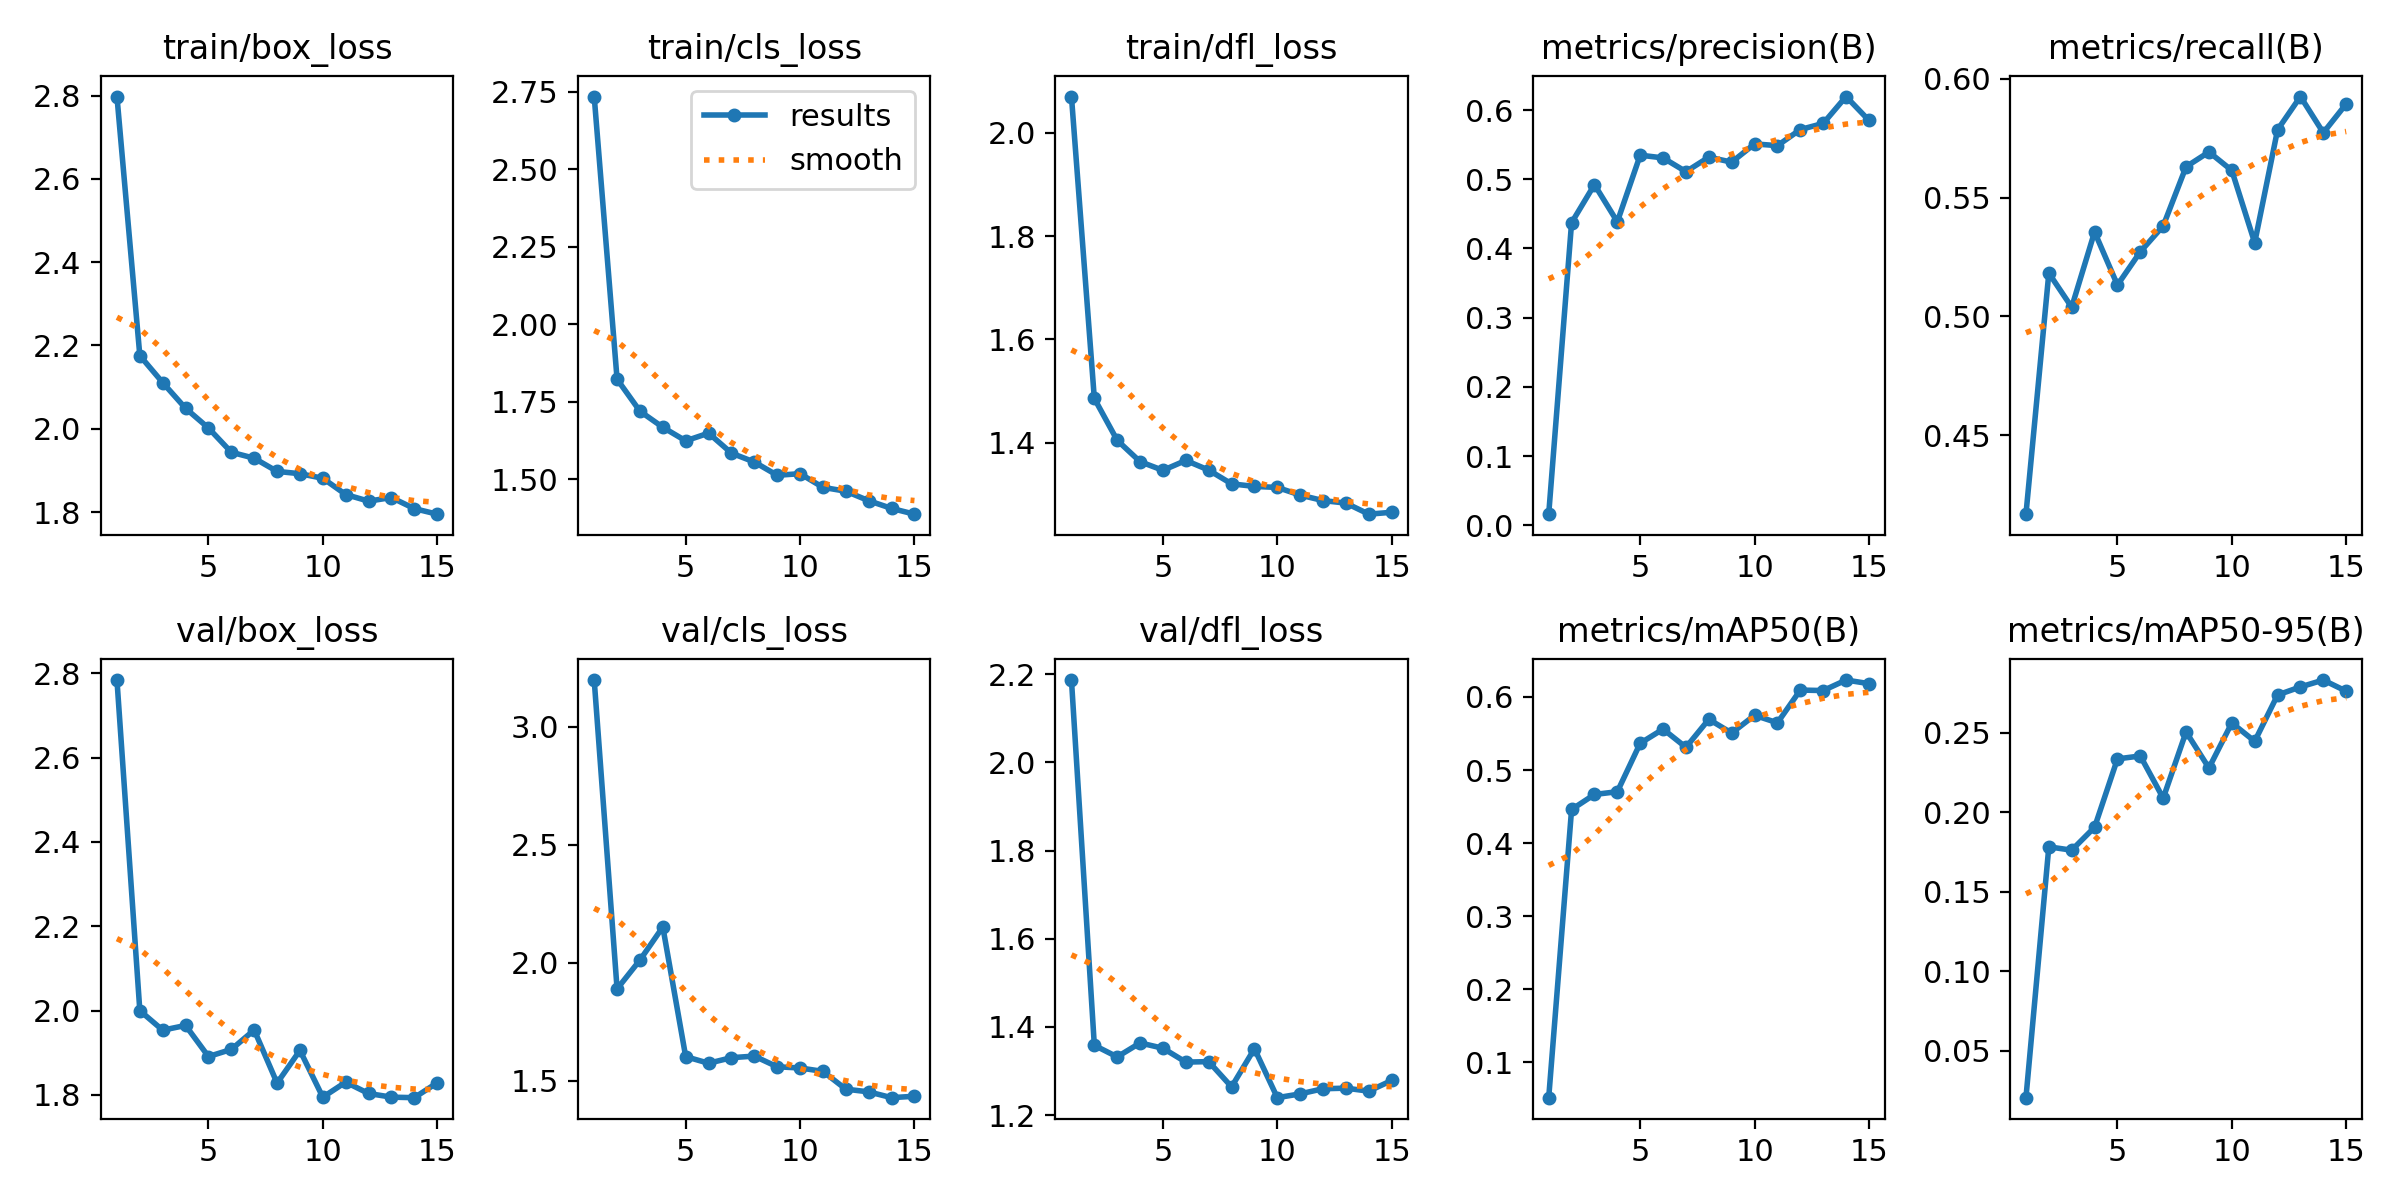 train/box_loss
2.8
2.6
2.4
2.2
2.0
1.8
5 10 15
train/cls_loss
results
smooth
2.75
2.50
2.25
2.00
1.75
1.50
5 10 15
train/dfl_loss
2.0
1.8
1.6
1.4
5 10 15
metrics/precision(B)
0.6
0.5
0.4
0.3
0.2
0.1
0.0
5 10 15
metrics/recall(B)
0.60
0.55
0.50
0.45
5 10 15
val/box_loss
2.8
2.6
2.4
2.2
2.0
1.8
5 10 15
val/cls_loss
3.0
2.5
2.0
1.5
5 10 15
val/dfl_loss
2.2
2.0
1.8
1.6
1.4
1.2
5 10 15
metrics/mAP50(B)
0.6
0.5
0.4
0.3
0.2
0.1
5 10 15
metrics/mAP50-95(B)
0.25
0.20
0.15
0.10
0.05
5 10 15